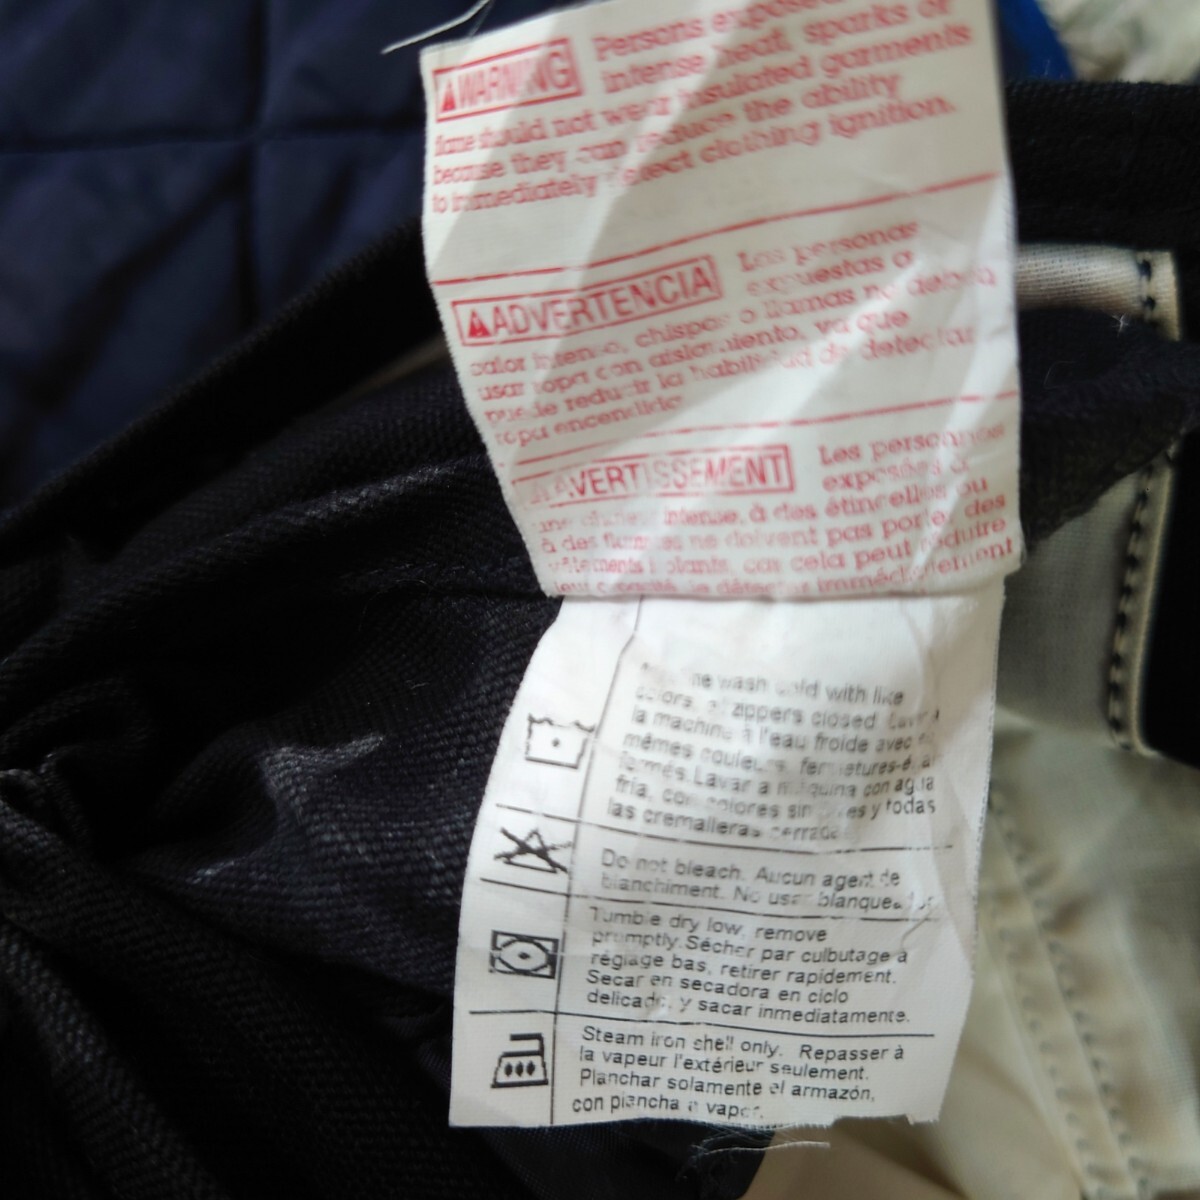 WARNING Persons exposed
intense heat, sparks or
flame should not wear insulated garments
because they can reduce the ability
to immediately detect clothing ignition.
ADVERTENCIA Las personas
expuestas a
calor intenso, chispas o llamas no deben
usar ropa con aislamiento, ya que
puede reducir la habilidad de detectar
ropa encendida.
AVERTISSEMENT Les personnes
exposées à
une intense, à des étincelles ou
à des flammes ne doivent pas porter des
vêtements isolants, car cela peut réduire
leur capacité de détecter immédiatement
wash cold with like
colors, all zippers closed. Laver
la machine à l'eau froide avec
mêmes couleurs, fermetures-éclair
fermés. Lavar a máquina con agua
fría, con colores similares y todas
las cremalleras cerradas
Do not bleach. Aucun agent de
blanchiment. No usar blanqueador
Tumble dry low, remove
promptly. Sécher par culbutage à
réglage bas, retirer rapidement.
Secar en secadora en ciclo
delicado, y sacar inmediatamente.
Steam iron shell only. Repasser à
la vapeur l'extérieur seulement.
Planchar solamente el armazón,
con plancha a vapor.